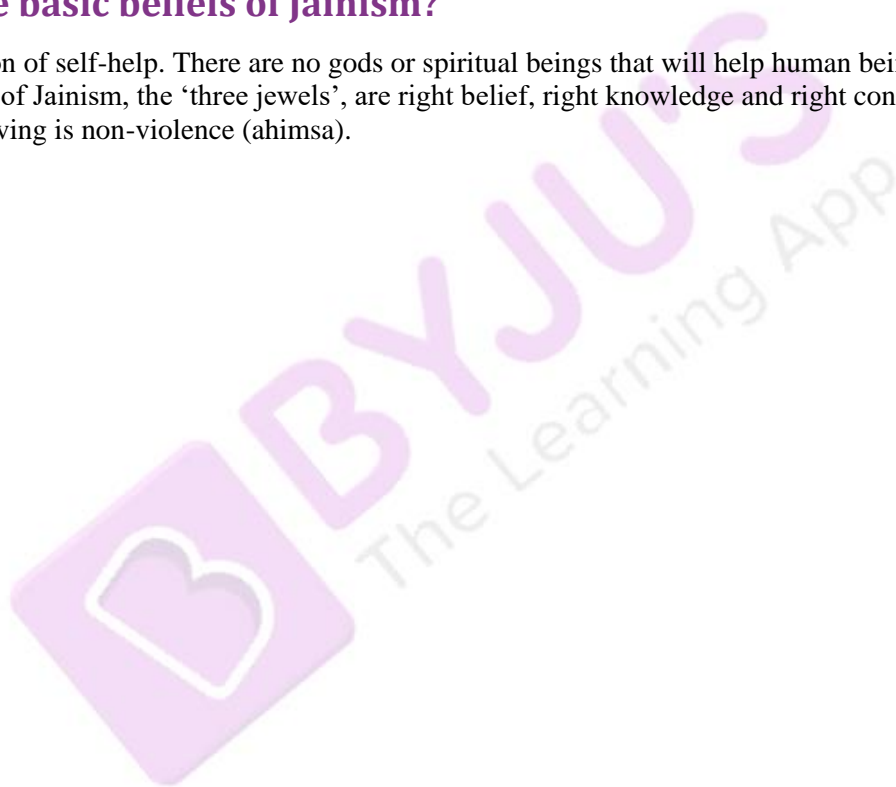 e basic beliefs of Jainism?
on of self-help. There are no gods or spiritual beings that will help human bei
of Jainism, the ‘three jewels’, are right belief, right knowledge and right con
ving is non-violence (ahimsa).
BYJU'S
The Learning App